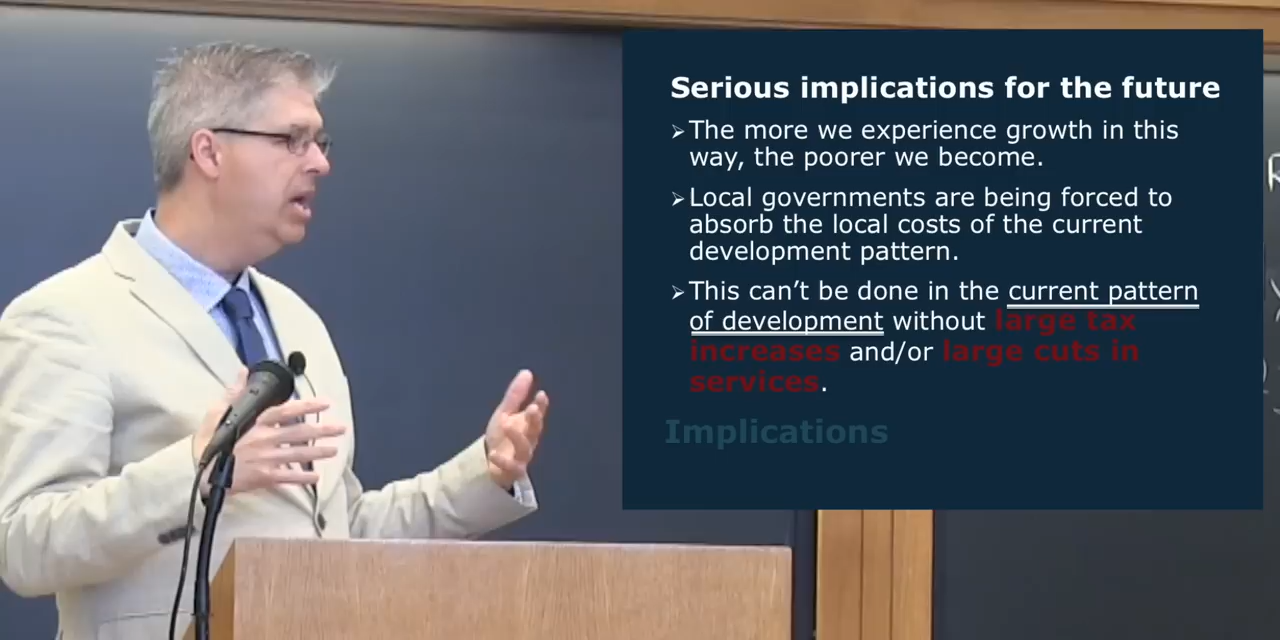 Serious implications for the future
➢The more we experience growth in this
way, the poorer we become.
➢Local governments are being forced to
absorb the local costs of the current
development pattern.
➢This can’t be done in the current pattern
of development without large tax
increases and/or large cuts in
services.
Implications